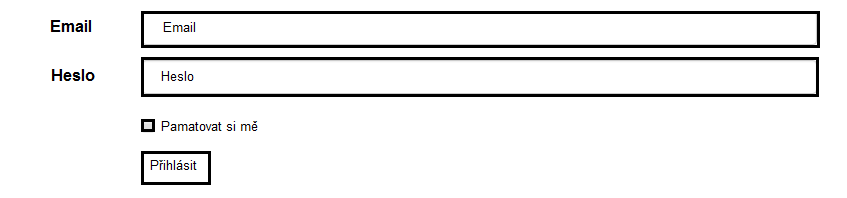 Email Email
Heslo Heslo
Pamatovat si mě
Přihlásit